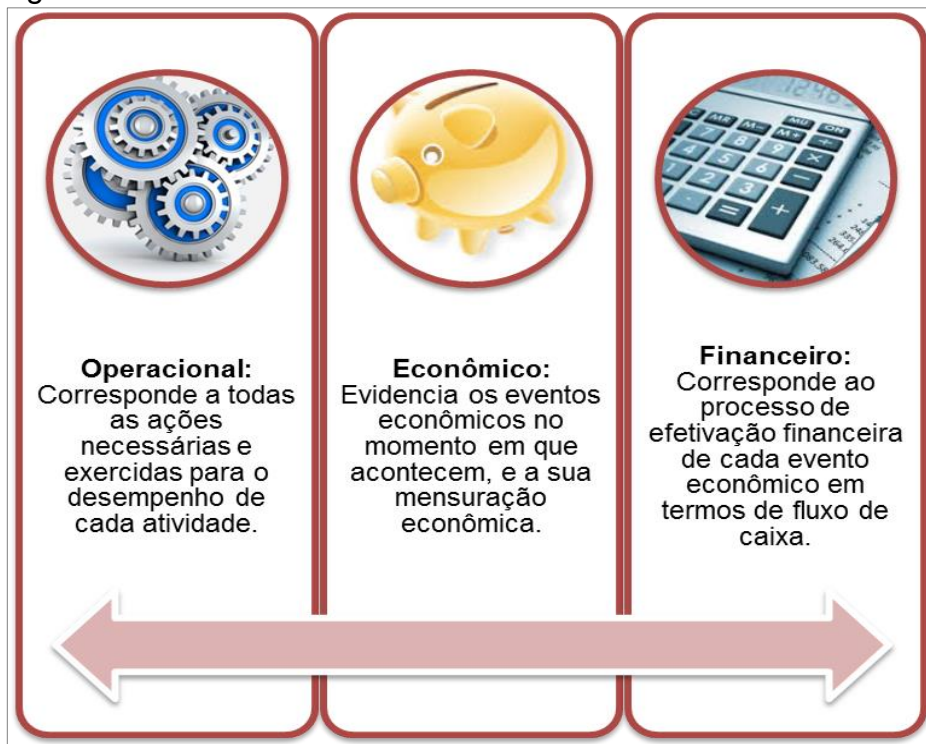 Operacional:
Corresponde a todas
as ações
necessárias e
exercidas para o
desempenho de
cada atividade.
Econômico:
Evidencia os eventos
econômicos no
momento em que
acontecem, e a sua
mensuração
econômica.
Financeiro:
Corresponde ao
processo de
efetivação financeira
de cada evento
econômico em
termos de fluxo de
caixa.